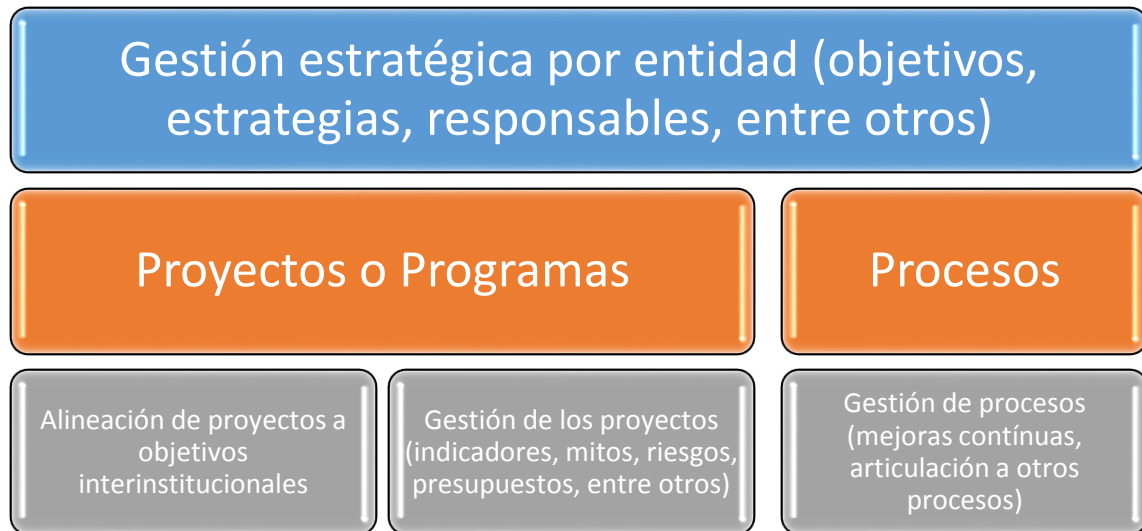 Gestión estratégica por entidad (objetivos,
estrategias, responsables, entre otros)
Proyectos o Programas
Procesos
Alineación de proyectos a
objetivos
interinstitucionales
Gestión de los proyectos
(indicadores, mitos, riesgos,
presupuestos, entre otros)
Gestión de procesos
(mejoras contínuas,
articulación a otros
procesos)